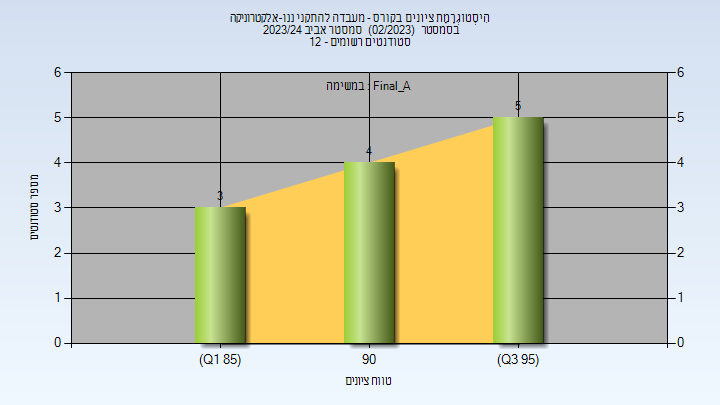 היסטוגרמת ציונים בקורס - מעבדה להתקני ננו-אלקטרוניקה
בסמסטר (02/2023) סמסטר אביב 2023/24
סטודנטים רשומים - 12
במשימה : Final_A
6 6
5 5
4 4
3 3
2 2
1 1
0 0
3
4
5
מספר סטודנטים
(Q1 85) 90 (Q3 95)
טווח ציונים